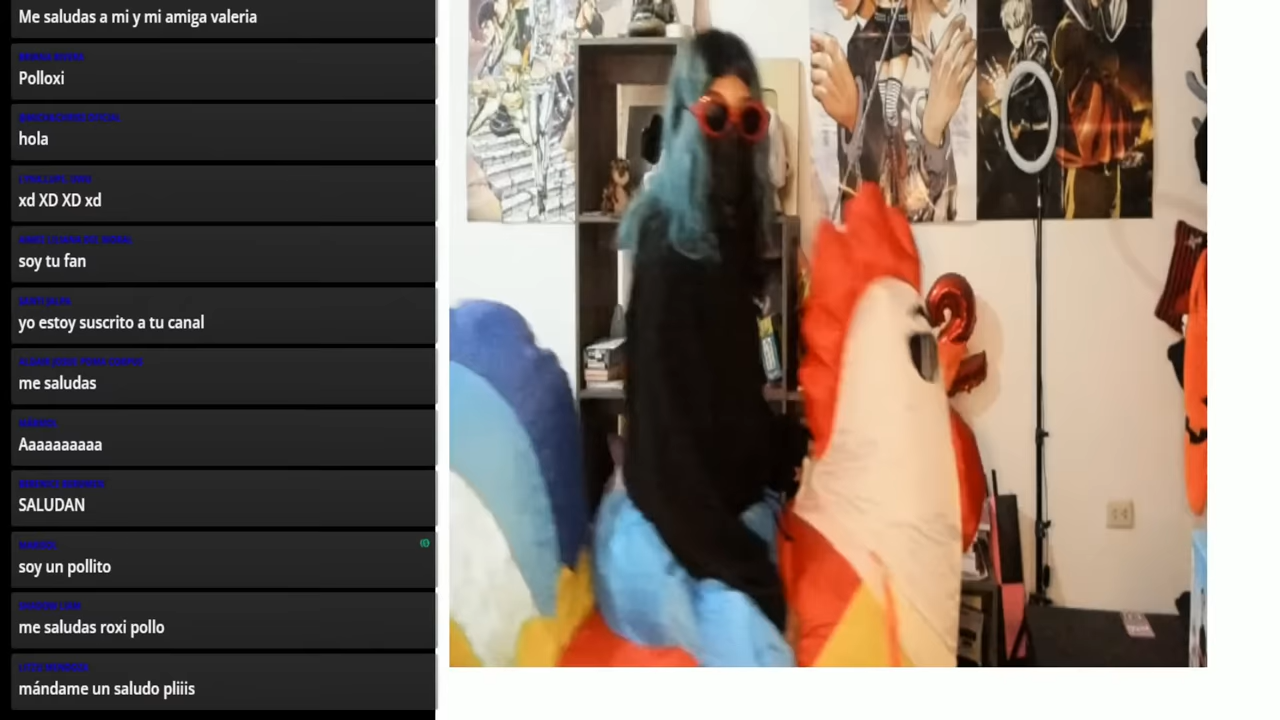 Me saludas a mi y mi amiga valeria
Polloxi
hola
xd XD XD xd
soy tu fan
yo estoy suscrito a tu canal
me saludas
Aaaaaaaaaa
SALUDAN
soy un pollito
me saludas roxi pollo
mándame un saludo pliiis